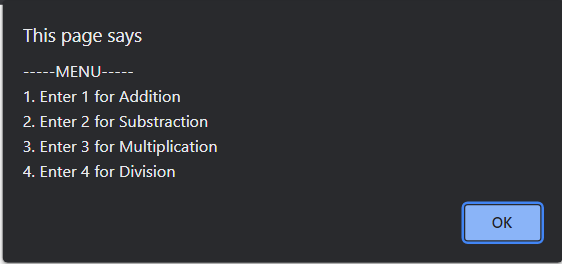 This page says
-----MENU-----
1. Enter 1 for Addition
2. Enter 2 for Substraction
3. Enter 3 for Multiplication
4. Enter 4 for Division
OK